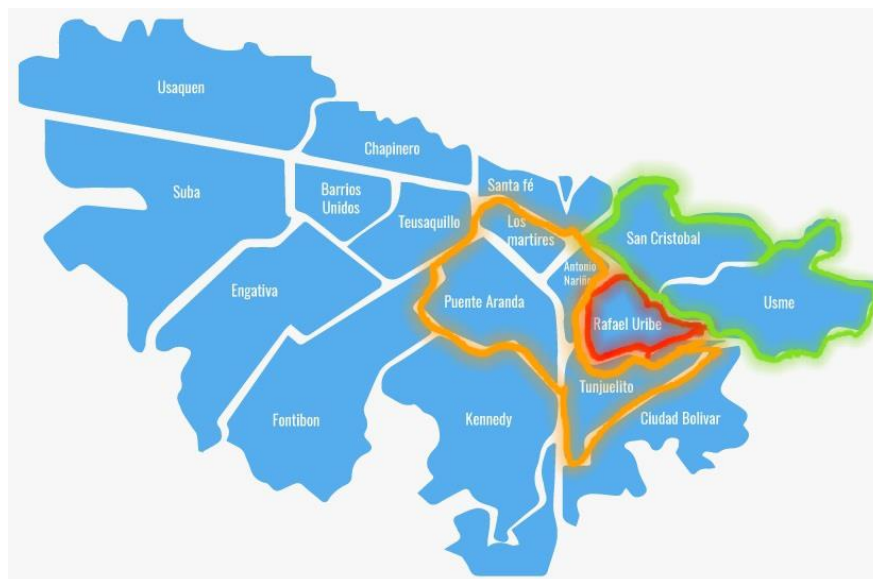 Usaquen
Chapinero
Suba
Barrios
Unidos
Santa fé
Teusaquillo
Los
martires
San Cristobal
Antonio
Nariño
Engativa
Puente Aranda
Usme
Rafael Uribe
Tunjuelito
Fontibon
Kennedy
Ciudad Bolivar